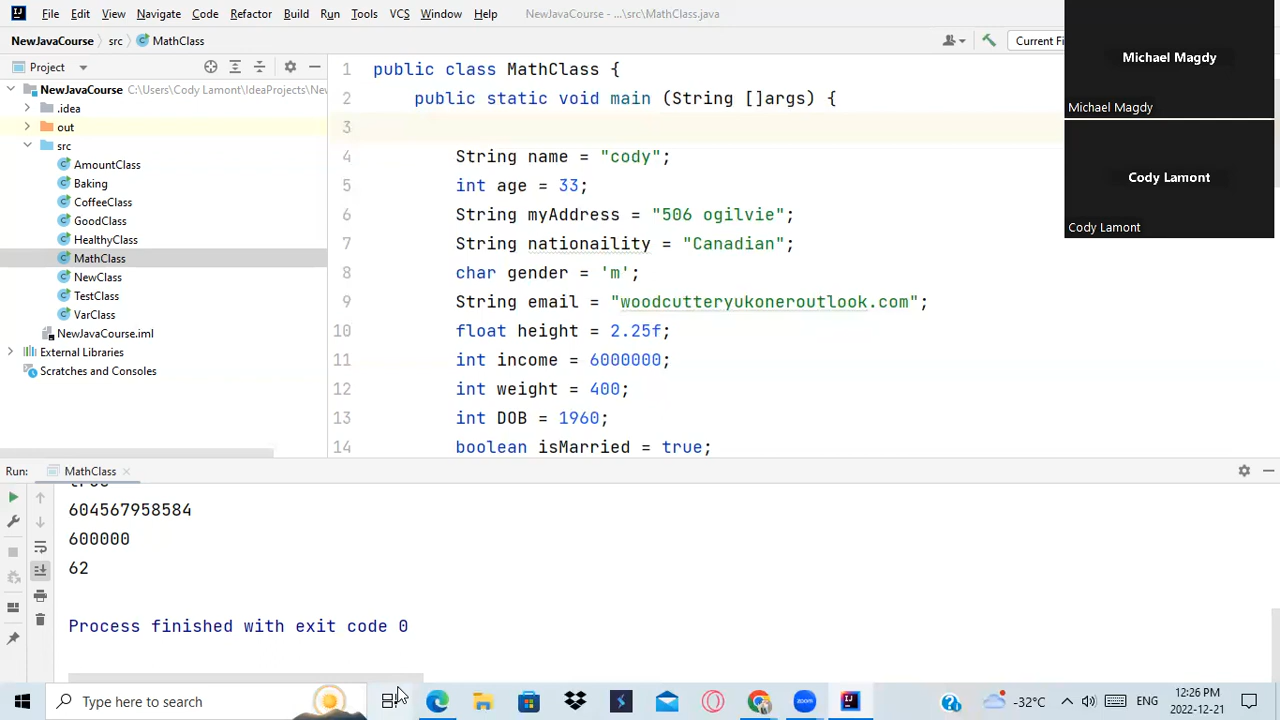 File Edit View Navigate Code Refactor Build Run Tools VCS Window Help NewJavaCourse - ...\src\MathClass.java
NewJavaCourse src MathClass Current Fi
Project
NewJavaCourse C:\Users\Cody Lamont\IdeaProjects\Nev
.idea
out
src
AmountClass
Baking
CoffeeClass
GoodClass
HealthyClass
MathClass
NewClass
TestClass
VarClass
NewJavaCourse.iml
External Libraries
Scratches and Consoles
1 public class MathClass {
2 public static void main (String []args) {
3
4 String name = "cody";
5 int age = 33;
6 String myAddress = "506 ogilvie";
7 String nationaility = "Canadian";
8 char gender = 'm';
9 String email = "woodcutteryukoneroutlook.com";
10 float height = 2.25f;
11 int income = 6000000;
12 int weight = 400;
13 int DOB = 1960;
14 boolean isMarried = true;
Michael Magdy
Michael Magdy
Cody Lamont
Cody Lamont
Run: MathClass
true
604567958584
600000
62
Process finished with exit code 0
Type here to search
-32°C ENG
12:26 PM
2022-12-21